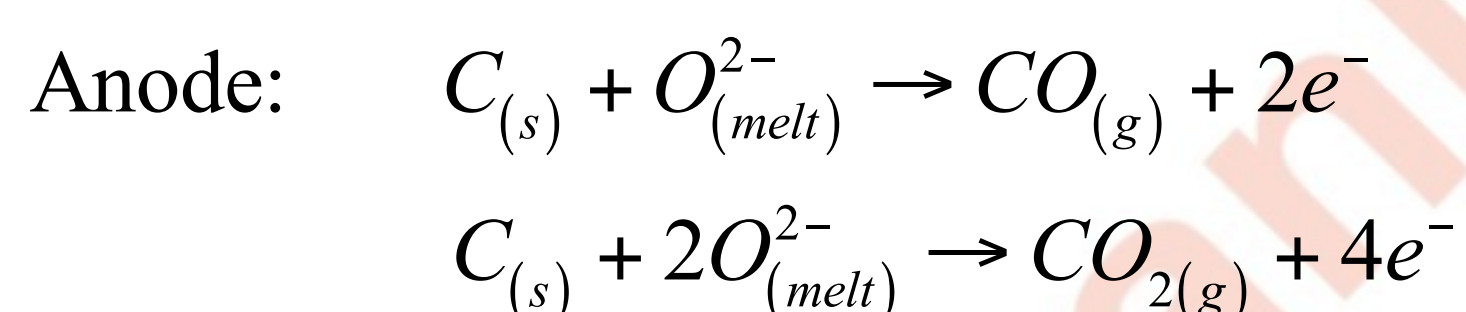 Anode: C(s) + O2−(melt) → CO(g) + 2e−
C(s) + 2O2−(melt) → CO2(g) + 4e−